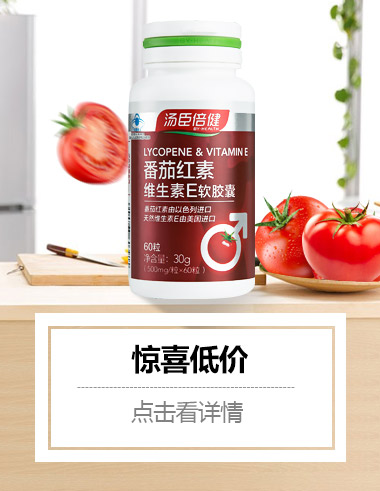 汤臣倍健
BY-HEALTH
LYCOPENE & VITAMIN E
番茄红素
维生素E软胶囊
番茄红素由以色列进口
天然维生素E由美国进口
60粒
净含量：30g
（500mg/粒×60粒）
惊喜低价
点击看详情